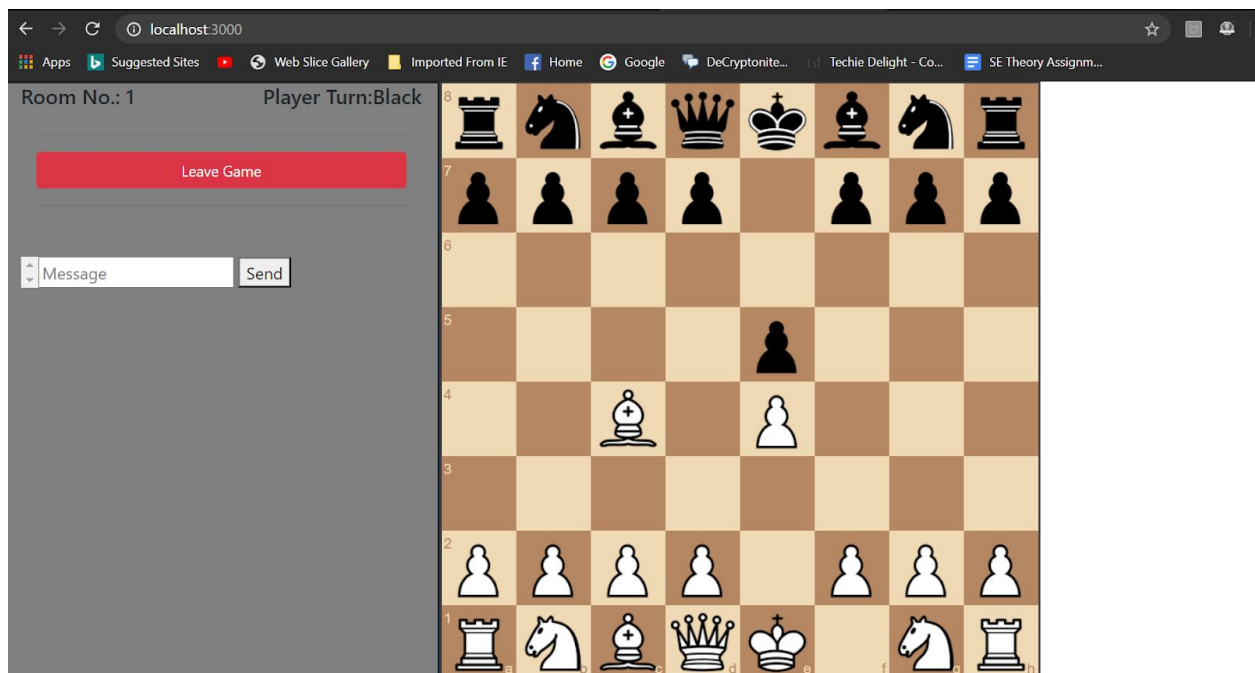 localhost:3000
Apps Suggested Sites Web Slice Gallery Imported From IE Home Google DeCryptonite... Techie Delight - Co... SE Theory Assignm...
Room No.: 1 Player Turn:Black
Leave Game
Message Send
8
7
6
5
4
3
2
1
a b c d e f g h